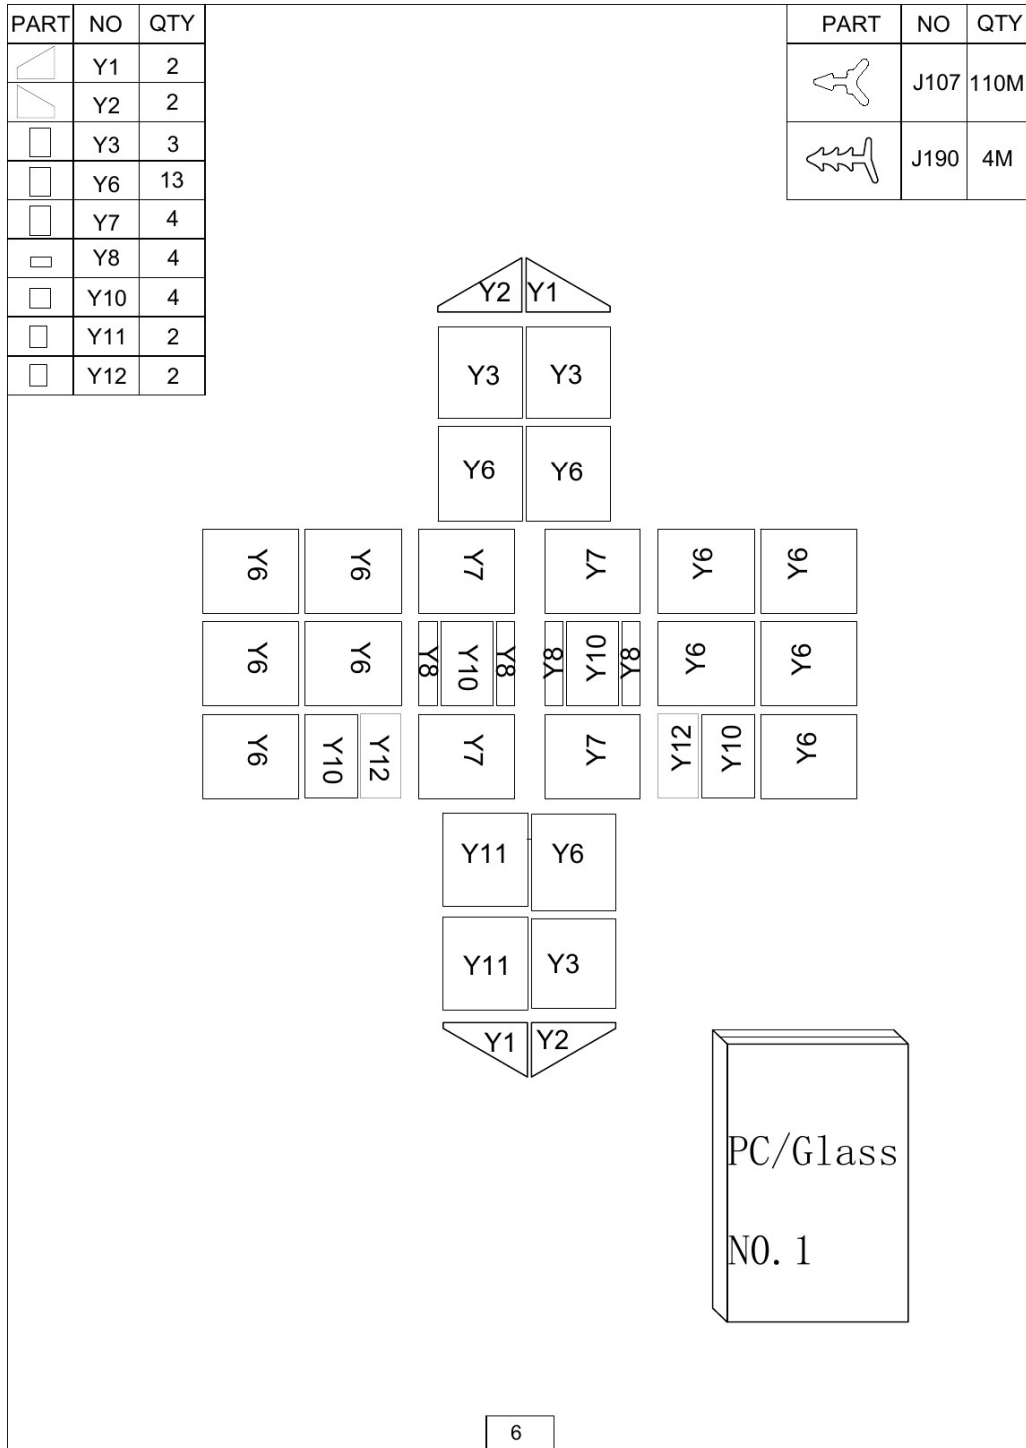 PART NO QTY
Y1 2
Y2 2
Y3 3
Y6 13
Y7 4
Y8 4
Y10 4
Y11 2
Y12 2
PART NO QTY
J107 110M
J190 4M
Y2 Y1
Y3 Y3
Y6 Y6
Y6 Y6 Y7 Y7 Y6 Y6
Y6 Y6 Y8 Y10 Y8 Y8 Y10 Y8 Y6 Y6
Y6 Y10 Y12 Y7 Y7 Y12 Y10 Y6
Y11 Y6
Y11 Y3
Y1 Y2
PC/Glass
NO. 1
6